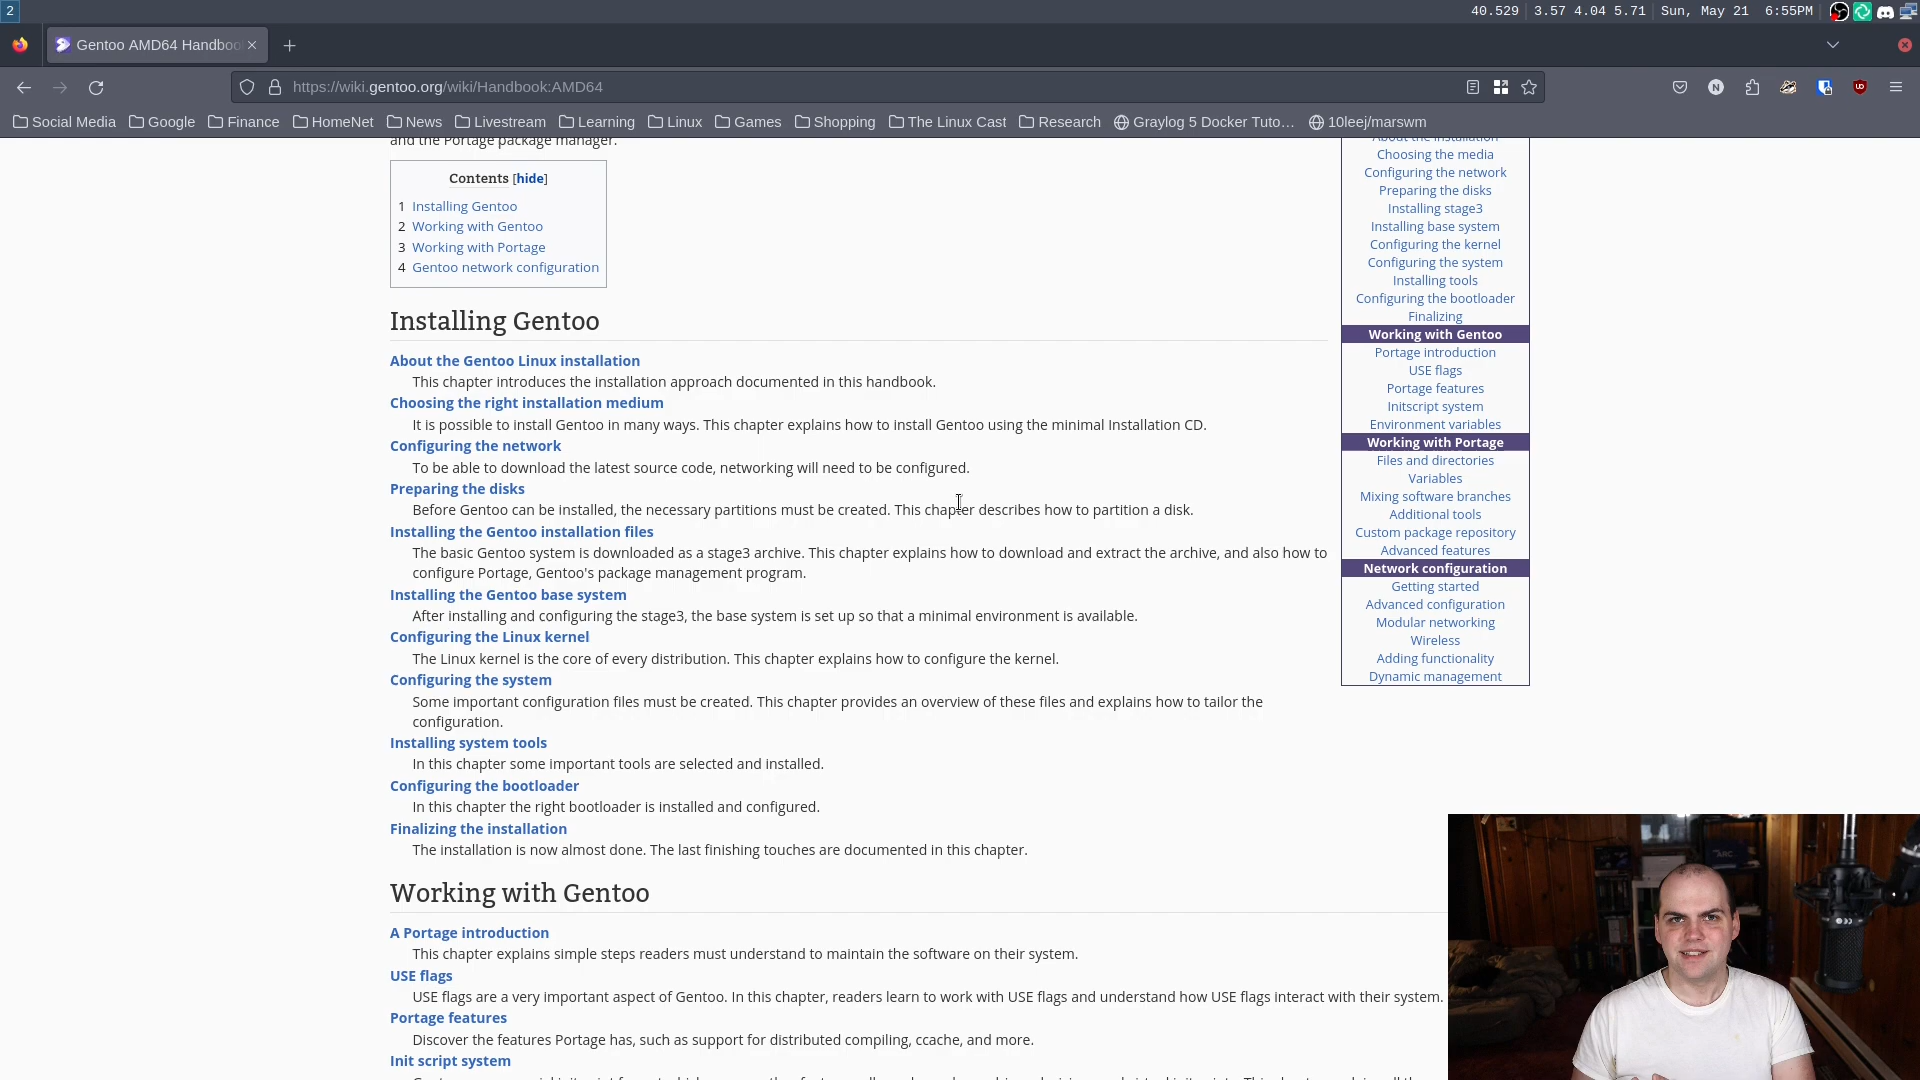 2
40.529 3.57 4.04 5.71 Sun, May 21 6:55PM
Gentoo AMD64 Handboo
https://wiki.gentoo.org/wiki/Handbook:AMD64
Social Media Google Finance HomeNet News Livestream Learning Linux Games Shopping The Linux Cast Research Graylog 5 Docker Tuto… 10leej/marswm
and the Portage package manager.
Contents [hide]
1 Installing Gentoo
2 Working with Gentoo
3 Working with Portage
4 Gentoo network configuration
Installing Gentoo
About the Gentoo Linux installation
This chapter introduces the installation approach documented in this handbook.
Choosing the right installation medium
It is possible to install Gentoo in many ways. This chapter explains how to install Gentoo using the minimal Installation CD.
Configuring the network
To be able to download the latest source code, networking will need to be configured.
Preparing the disks
Before Gentoo can be installed, the necessary partitions must be created. This chapter describes how to partition a disk.
Installing the Gentoo installation files
The basic Gentoo system is downloaded as a stage3 archive. This chapter explains how to download and extract the archive, and also how to
configure Portage, Gentoo's package management program.
Installing the Gentoo base system
After installing and configuring the stage3, the base system is set up so that a minimal environment is available.
Configuring the Linux kernel
The Linux kernel is the core of every distribution. This chapter explains how to configure the kernel.
Configuring the system
Some important configuration files must be created. This chapter provides an overview of these files and explains how to tailor the
configuration.
Installing system tools
In this chapter some important tools are selected and installed.
Configuring the bootloader
In this chapter the right bootloader is installed and configured.
Finalizing the installation
The installation is now almost done. The last finishing touches are documented in this chapter.
Working with Gentoo
A Portage introduction
This chapter explains simple steps readers must understand to maintain the software on their system.
USE flags
USE flags are a very important aspect of Gentoo. In this chapter, readers learn to work with USE flags and understand how USE flags interact with their system.
Portage features
Discover the features Portage has, such as support for distributed compiling, ccache, and more.
Init script system
About the installation
Choosing the media
Configuring the network
Preparing the disks
Installing stage3
Installing base system
Configuring the kernel
Configuring the system
Installing tools
Configuring the bootloader
Finalizing
Working with Gentoo
Portage introduction
USE flags
Portage features
Initscript system
Environment variables
Working with Portage
Files and directories
Variables
Mixing software branches
Additional tools
Custom package repository
Advanced features
Network configuration
Getting started
Advanced configuration
Modular networking
Wireless
Adding functionality
Dynamic management